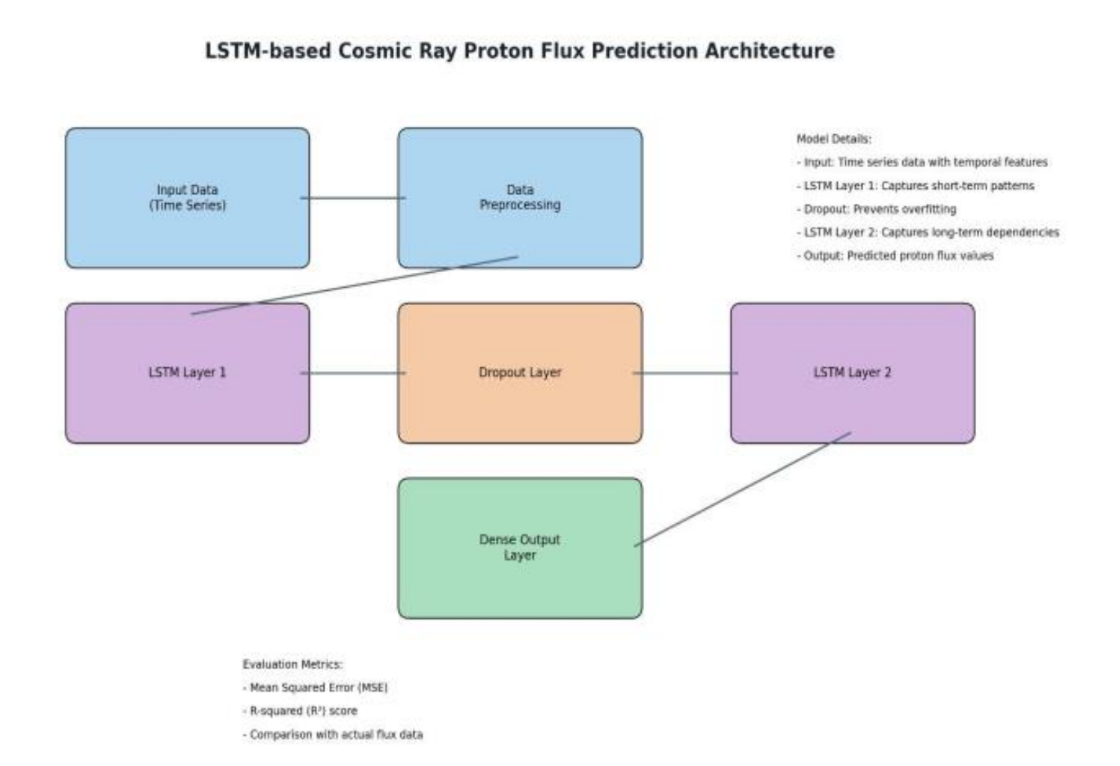 LSTM-based Cosmic Ray Proton Flux Prediction Architecture
Input Data
(Time Series)
Data
Preprocessing
Model Details:
- Input: Time series data with temporal features
- LSTM Layer 1: Captures short-term patterns
- Dropout: Prevents overfitting
- LSTM Layer 2: Captures long-term dependencies
- Output: Predicted proton flux values
LSTM Layer 1
Dropout Layer
LSTM Layer 2
Dense Output
Layer
Evaluation Metrics:
- Mean Squared Error (MSE)
- R-squared (R²) score
- Comparison with actual flux data